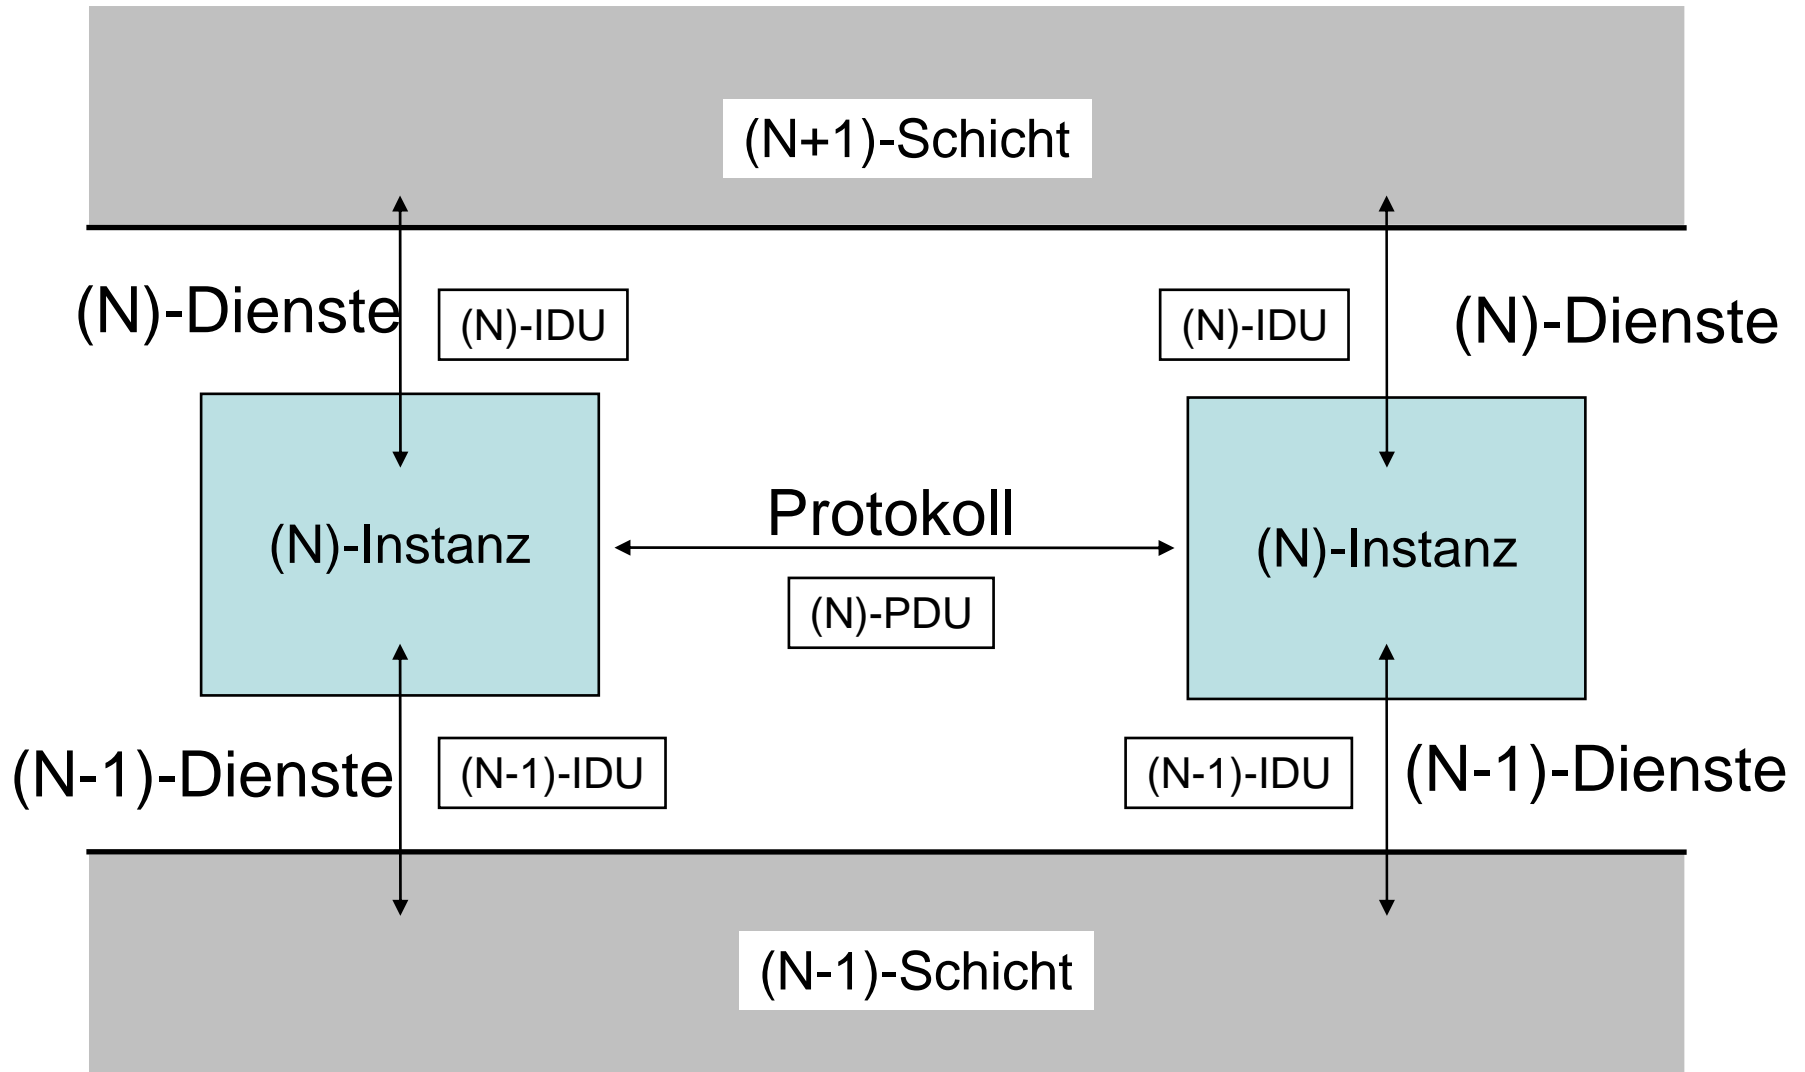 (N+1)-Schicht
(N)-Dienste
(N)-IDU
(N)-IDU
(N)-Dienste
(N)-Instanz
Protokoll
(N)-PDU
(N)-Instanz
(N-1)-Dienste
(N-1)-IDU
(N-1)-IDU
(N-1)-Dienste
(N-1)-Schicht